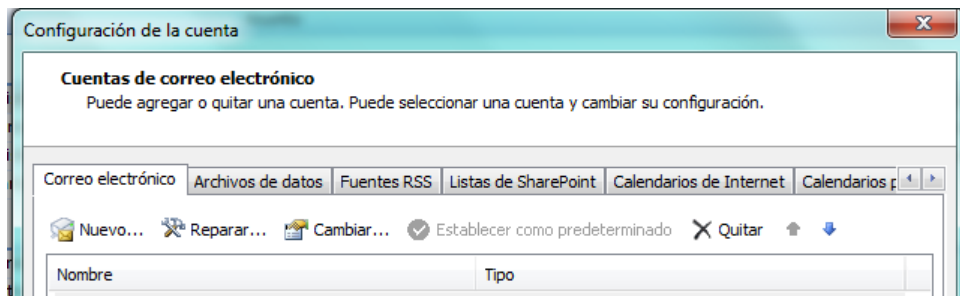 Configuración de la cuenta
Cuentas de correo electrónico
Puede agregar o quitar una cuenta. Puede seleccionar una cuenta y cambiar su configuración.
Correo electrónico Archivos de datos Fuentes RSS Listas de SharePoint Calendarios de Internet Calendarios
Nuevo... Reparar... Cambiar... Establecer como predeterminado Quitar
Nombre Tipo